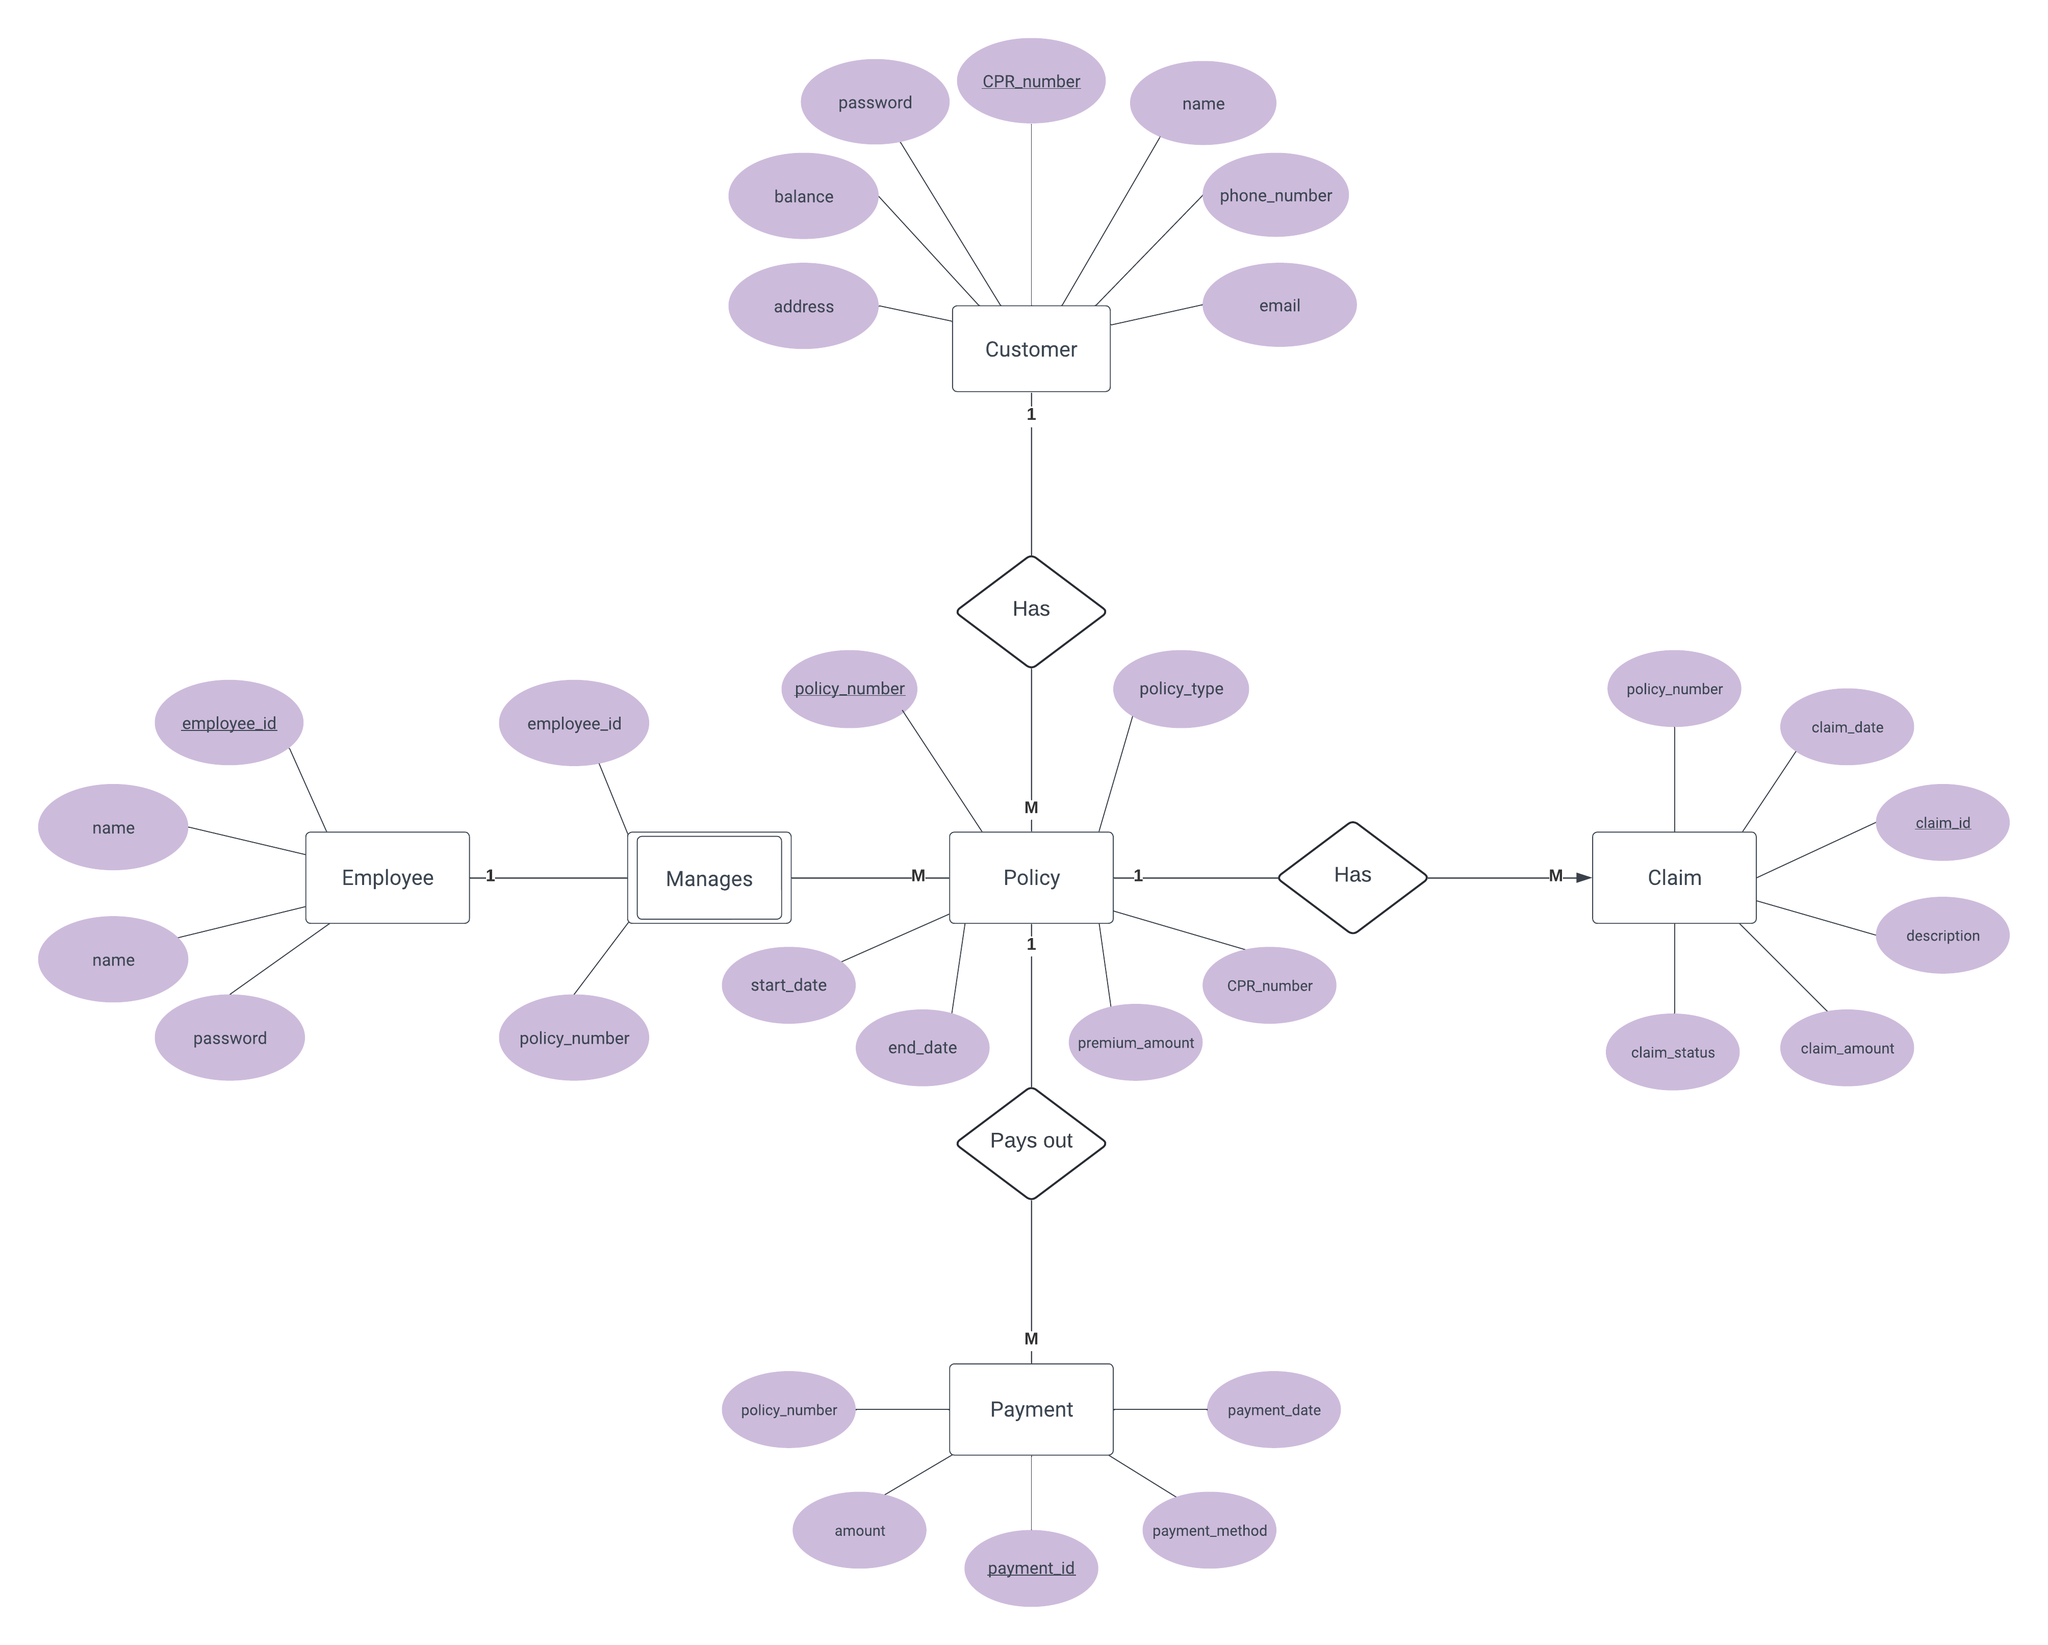 CPR_number
password
name
balance
phone_number
address
email
Customer
1
Has
policy_number
policy_type
policy_number
employee_id
employee_id
claim_date
M
name
claim_id
Employee
1
Manages
M
Policy
1
Has
M
Claim
name
1
description
start_date
CPR_number
password
policy_number
end_date
premium_amount
claim_status
claim_amount
Pays out
M
policy_number
Payment
payment_date
amount
payment_method
payment_id